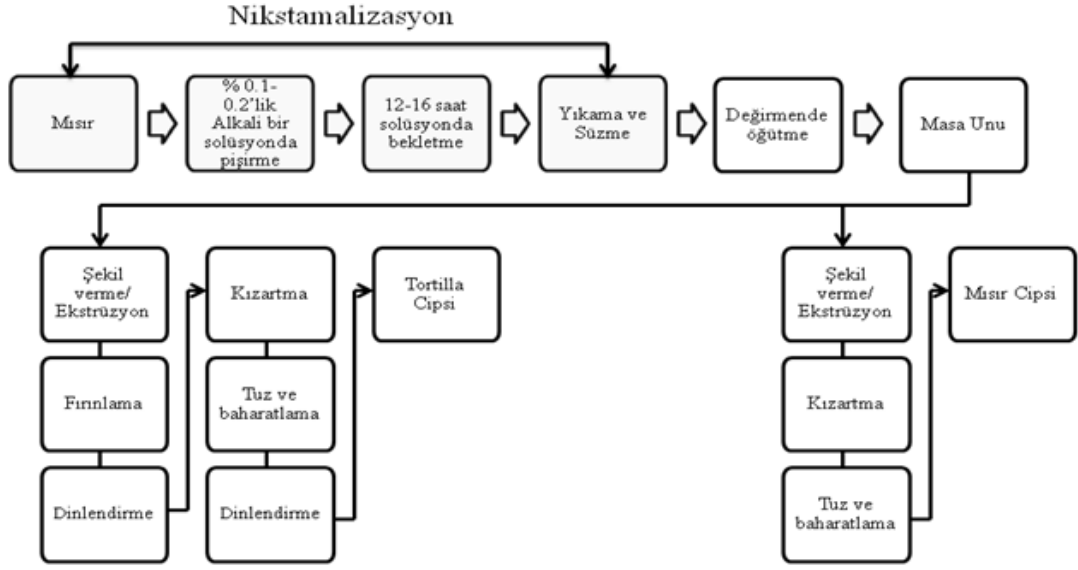 Nikstamalizasyon
Mısır
% 0.1-
0.2'lik
Alkali bir
solüsyonda
pişirme
12-16 saat
solüsyonda
bekletme
Yıkama ve
Süzme
Değirmende
öğütme
Masa Unu
Şekil
verme/
Ekstrüzyon
Fırınlama
Dinlendirme
Kızartma
Tuz ve
baharatlama
Dinlendirme
Tortilla
Cipsi
Şekil
verme/
Ekstrüzyon
Kızartma
Tuz ve
baharatlama
Mısır Cipsi